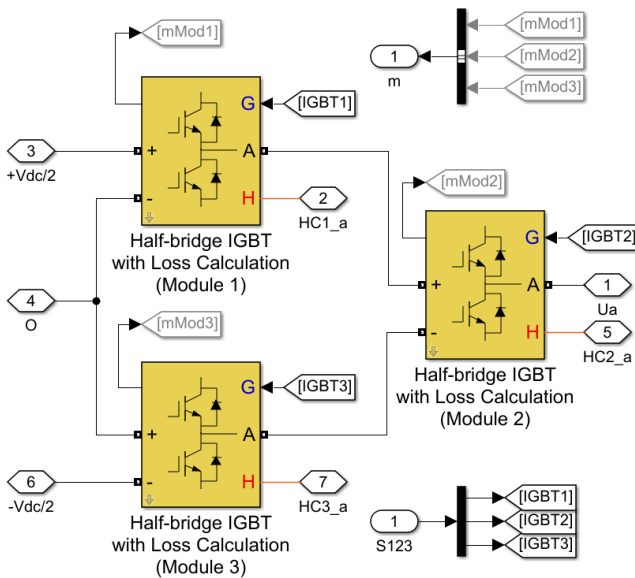 [mMod1]
G
[IGBT1]
3
+Vdc/2
+
A
-
H
2
HC1_a
Half-bridge IGBT
with Loss Calculation
(Module 1)
1
m
[mMod1]
[mMod2]
[mMod3]
[mMod2]
G
[IGBT2]
+
A
1
Ua
-
H
5
HC2_a
Half-bridge IGBT
with Loss Calculation
(Module 2)
4
O
[mMod3]
G
[IGBT3]
+
A
6
-Vdc/2
-
H
7
HC3_a
Half-bridge IGBT
with Loss Calculation
(Module 3)
1
S123
[IGBT1]
[IGBT2]
[IGBT3]